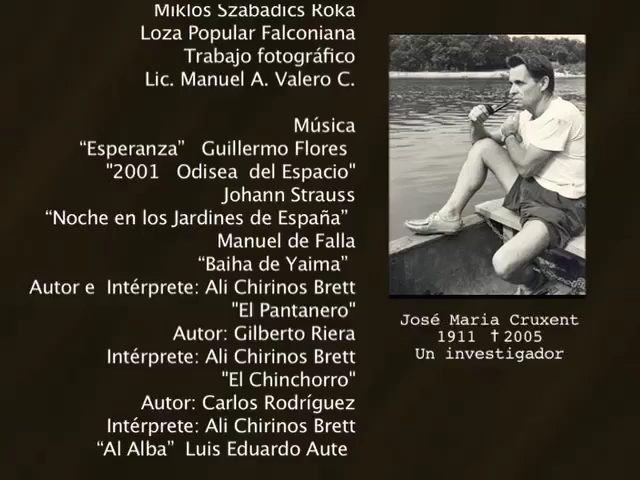 Miklos Szabadics Roka
Loza Popular Falconiana
Trabajo fotográfico
Lic. Manuel A. Valero C.
Música
“Esperanza” Guillermo Flores
"2001 Odisea del Espacio"
Johann Strauss
“Noche en los Jardines de España”
Manuel de Falla
“Baiha de Yaima”
Autor e Intérprete: Ali Chirinos Brett
"El Pantanero"
Autor: Gilberto Riera
Intérprete: Ali Chirinos Brett
"El Chinchorro"
Autor: Carlos Rodríguez
Intérprete: Ali Chirinos Brett
“Al Alba” Luis Eduardo Aute
José Maria Cruxent
1911 ✝2005
Un investigador